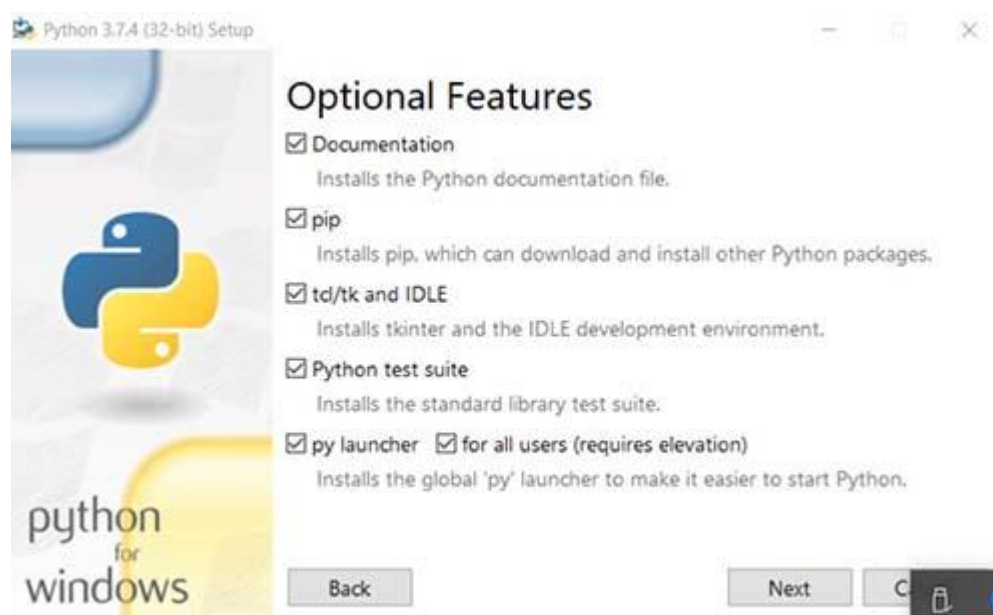 Python 3.7.4 (32-bit) Setup
Optional Features
Documentation
Installs the Python documentation file.
pip
Installs pip, which can download and install other Python packages.
tcl/tk and IDLE
Installs tkinter and the IDLE development environment.
Python test suite
Installs the standard library test suite.
py launcher for all users (requires elevation)
Installs the global 'py' launcher to make it easier to start Python.
python
for
windows
Back
Next